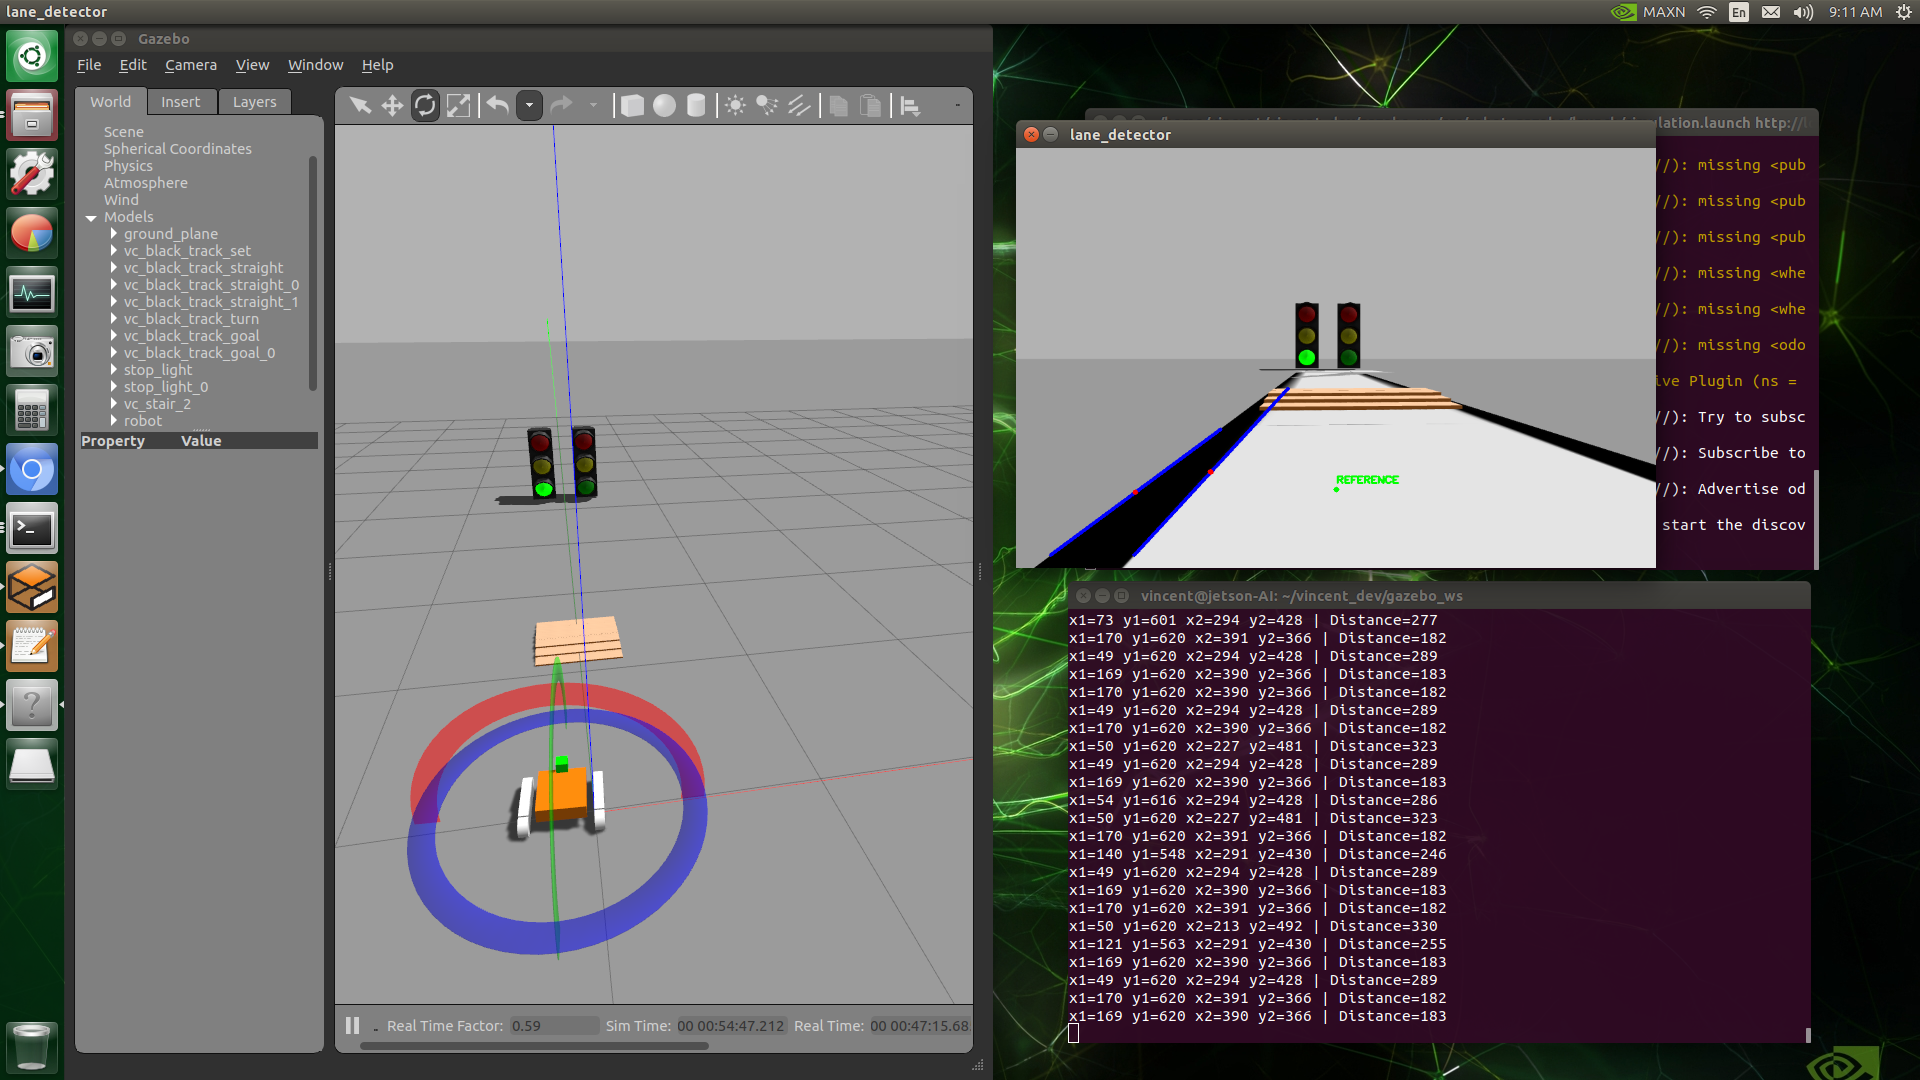 lane_detector
MAXN
En
9:11 AM
Gazebo
File Edit Camera View Window Help
World Insert Layers
Scene
Spherical Coordinates
Physics
Atmosphere
Wind
Models
ground_plane
vc_black_track_set
vc_black_track_straight
vc_black_track_straight_0
vc_black_track_straight_1
vc_black_track_turn
vc_black_track_goal
vc_black_track_goal_0
stop_light
stop_light_0
vc_stair_2
robot
Property Value
Real Time Factor: 0.59 Sim Time: 00 00:54:47.212 Real Time: 00 00:47:15.68
lation.launch http://
lane_detector
//): missing <pub
//): missing <pub
//): missing <pub
//): missing <whe
//): missing <whe
//): missing <odo
ive Plugin (ns =
//): Try to subsc
//): Subscribe to
//): Advertise od
start the discov
REFERENCE
vincent@jetson-AI: ~/vincent_dev/gazebo_ws
x1=73 y1=601 x2=294 y2=428 | Distance=277
x1=170 y1=620 x2=391 y2=366 | Distance=182
x1=49 y1=620 x2=294 y2=428 | Distance=289
x1=169 y1=620 x2=390 y2=366 | Distance=183
x1=170 y1=620 x2=390 y2=366 | Distance=182
x1=49 y1=620 x2=294 y2=428 | Distance=289
x1=170 y1=620 x2=390 y2=366 | Distance=182
x1=50 y1=620 x2=227 y2=481 | Distance=323
x1=49 y1=620 x2=294 y2=428 | Distance=289
x1=169 y1=620 x2=390 y2=366 | Distance=183
x1=54 y1=616 x2=294 y2=428 | Distance=286
x1=50 y1=620 x2=227 y2=481 | Distance=323
x1=170 y1=620 x2=391 y2=366 | Distance=182
x1=140 y1=548 x2=291 y2=430 | Distance=246
x1=49 y1=620 x2=294 y2=428 | Distance=289
x1=169 y1=620 x2=390 y2=366 | Distance=183
x1=170 y1=620 x2=391 y2=366 | Distance=182
x1=50 y1=620 x2=213 y2=492 | Distance=330
x1=121 y1=563 x2=291 y2=430 | Distance=255
x1=169 y1=620 x2=390 y2=366 | Distance=183
x1=49 y1=620 x2=294 y2=428 | Distance=289
x1=170 y1=620 x2=391 y2=366 | Distance=182
x1=169 y1=620 x2=390 y2=366 | Distance=183